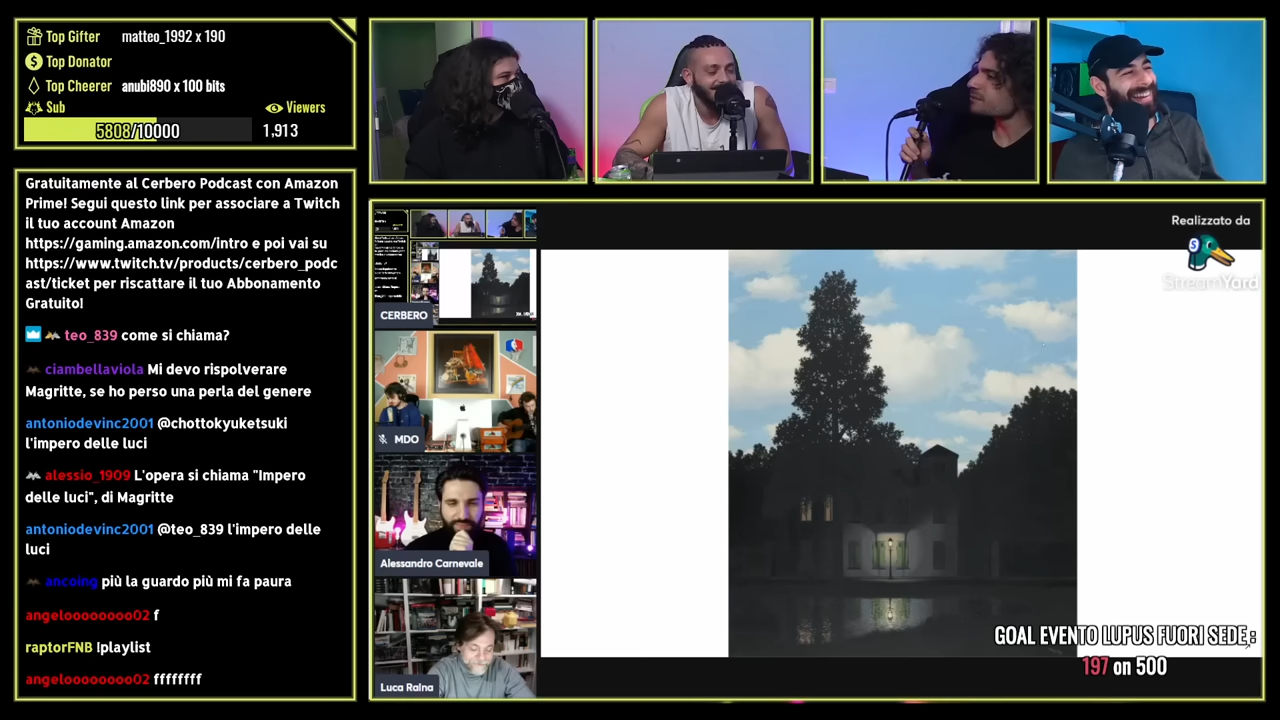 Top Gifter matteo_1992 x 190
Top Donator
Top Cheerer anubi890 x 100 bits
Sub Viewers
5808/10000 1,913
Gratuitamente al Cerbero Podcast con Amazon
Prime! Segui questo link per associare a Twitch
il tuo account Amazon
https://gaming.amazon.com/intro e poi vai su
https://www.twitch.tv/products/cerbero_podc
ast/ticket per riscattare il tuo Abbonamento
Gratuito!
teo_839 come si chiama?
ciambellaviola Mi devo rispolverare
Magritte, se ho perso una perla del genere
antoniodevinc2001 @chottokyuketsuki
l'impero delle luci
alessio_1909 L'opera si chiama "Impero
delle luci", di Magritte
antoniodevinc2001 @teo_839 l'impero delle
luci
ancoing più la guardo più mi fa paura
angeloooooooo02 f
raptorFNB !playlist
angeloooooooo02 ffffffff
CERBERO
MDO
Alessandro Carnevale
Luca Raina
Realizzato da
StreamYard
GOAL EVENTO LUPUS FUORI SEDE :
197 on 500